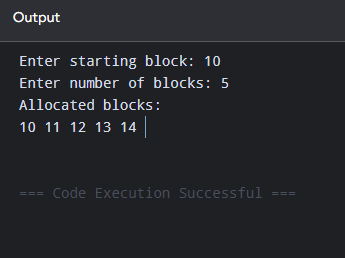 Output
Enter starting block: 10
Enter number of blocks: 5
Allocated blocks:
10 11 12 13 14
=== Code Execution Successful ===